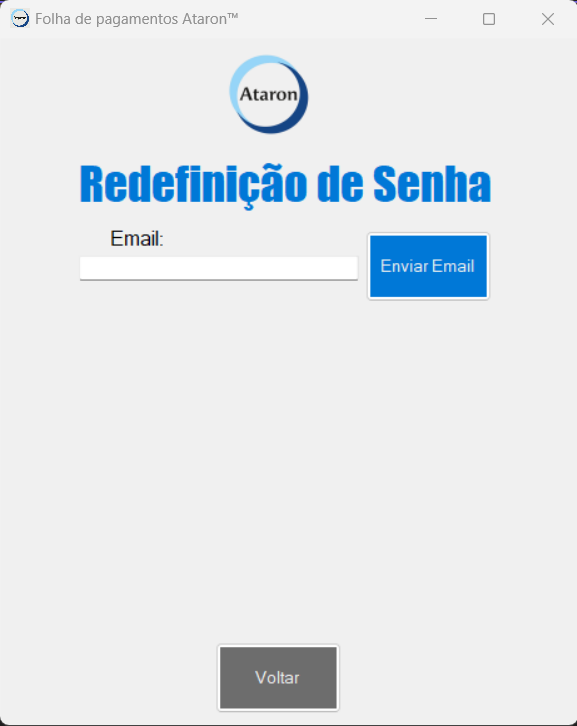 Folha de pagamentos Ataron™
Ataron
Redefinição de Senha
Email:
Enviar Email
Voltar